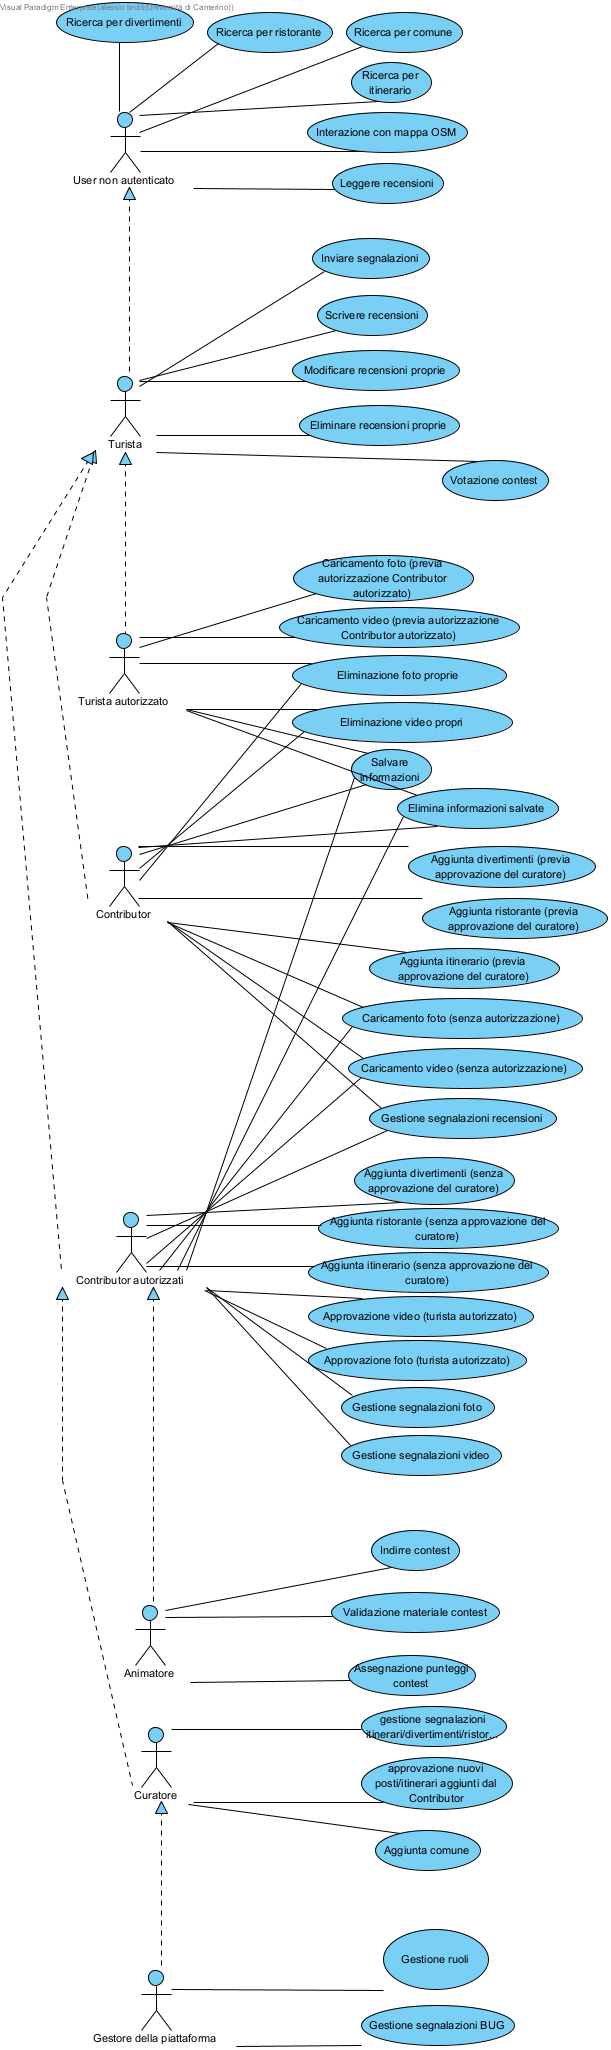 Visual Paradigm Enterprise(alessio brutti(Università di Camerino))
Ricerca per divertimenti
Ricerca per ristorante
Ricerca per comune
Ricerca per
itinerario
Interazione con mappa OSM
User non autenticato
Leggere recensioni
Inviare segnalazioni
Scrivere recensioni
Modificare recensioni proprie
Eliminare recensioni proprie
Turista
Votazione contest
Caricamento foto (previa
autorizzazione Contributor
autorizzato)
Caricamento video (previa autorizzazione
Contributor autorizzato)
Eliminazione foto proprie
Turista autorizzato
Eliminazione video propri
Salvare
informazioni
Elimina informazioni salvate
Aggiunta divertimenti (previa
approvazione del curatore)
Contributor
Aggiunta ristorante (previa
approvazione del curatore)
Aggiunta itinerario (previa
approvazione del curatore)
Caricamento foto (senza autorizzazione)
Caricamento video (senza autorizzazione)
Gestione segnalazioni recensioni
Aggiunta divertimenti (senza
approvazione del curatore)
Aggiunta ristorante (senza approvazione del
curatore)
Aggiunta itinerario (senza approvazione del
curatore)
Contributor autorizzati
Approvazione video (turista autorizzato)
Approvazione foto (turista autorizzato)
Gestione segnalazioni foto
Gestione segnalazioni video
Indirre contest
Validazione materiale contest
Animatore
Assegnazione punteggi
contest
gestione segnalazioni
itinerari/divertimenti/ristor...
approvazione nuovi
posti/itinerari aggiunti dal
Contributor
Curatore
Aggiunta comune
Gestione ruoli
Gestione segnalazioni BUG
Gestore della piattaforma